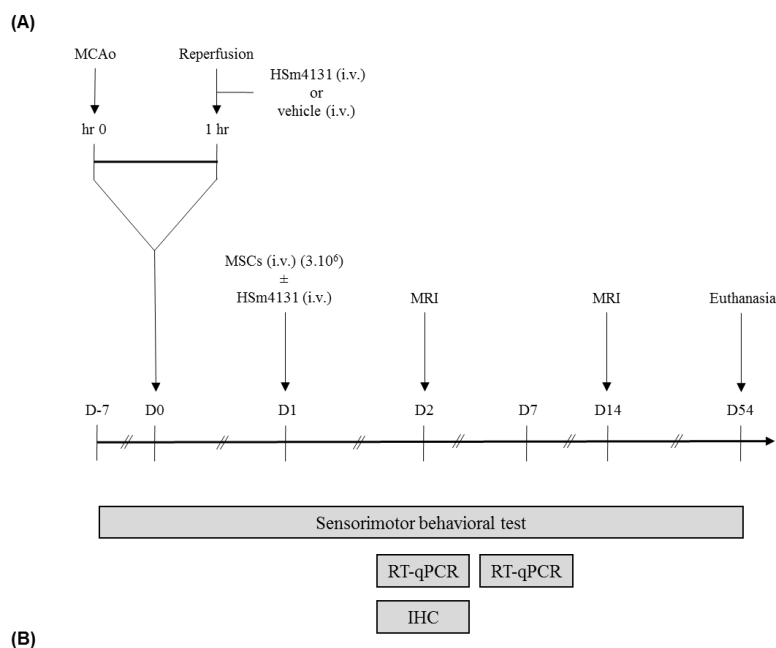 (A)
MCAo
Reperfusion
HSm4131 (i.v.)
or
vehicle (i.v.)
hr 0
1 hr
MSCs (i.v.) (3.10⁶)
±
HSm4131 (i.v.)
MRI
MRI
Euthanasia
D-7
D0
D1
D2
D7
D14
D54
Sensorimotor behavioral test
RT-qPCR
RT-qPCR
IHC
(B)